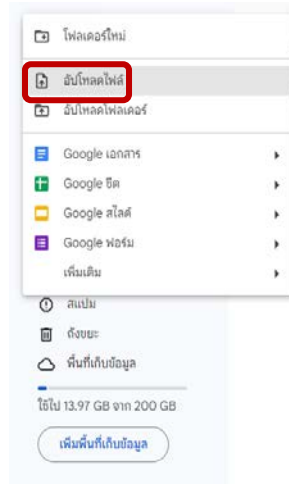 โฟลเดอร์ใหม่
อัปโหลดไฟล์
อัปโหลดโฟลเดอร์
Google เอกสาร
Google ชีต
Google สไลด์
Google ฟอร์ม
เพิ่มเติม
สแปม
ถังขยะ
พื้นที่เก็บข้อมูล
ใช้ไป 13.97 GB จาก 200 GB
เพิ่มพื้นที่เก็บข้อมูล